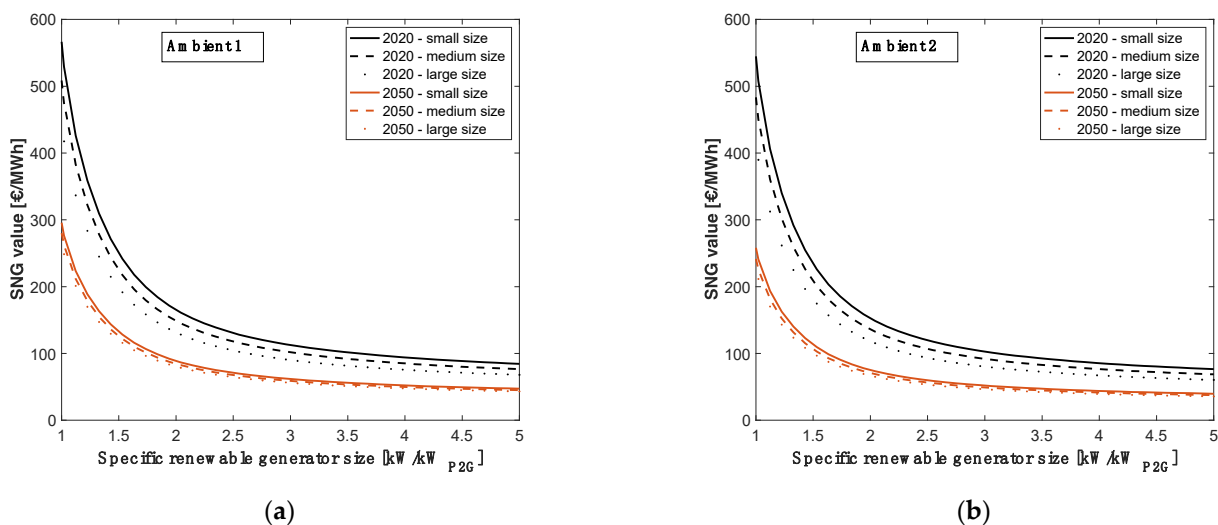 600
500
400
300
200
100
0
SNG value [€/MWh]
Ambient 1
2020 - small size
2020 - medium size
2020 - large size
2050 - small size
2050 - medium size
2050 - large size
1 1.5 2 2.5 3 3.5 4 4.5 5
Specific renewable generator size [kW/kW P2G]
(a)
600
500
400
300
200
100
0
SNG value [€/MWh]
Ambient 2
2020 - small size
2020 - medium size
2020 - large size
2050 - small size
2050 - medium size
2050 - large size
1 1.5 2 2.5 3 3.5 4 4.5 5
Specific renewable generator size [kW/kW P2G]
(b)